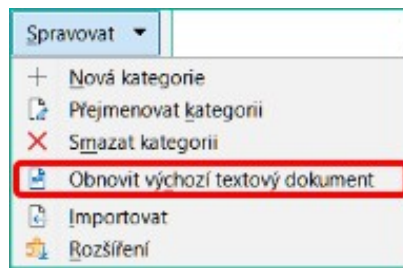 Spravovat
Nová kategorie
Přejmenovat kategorii
Smazat kategorii
Obnovit výchozí textový dokument
Importovat
Rozšíření